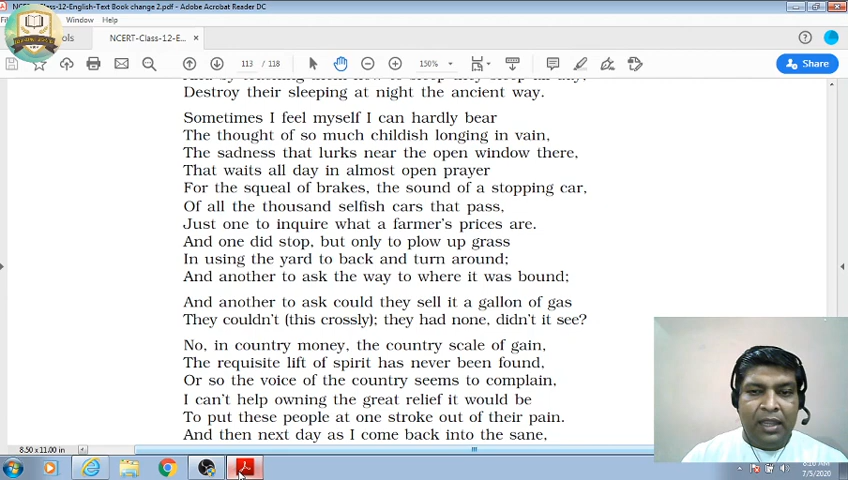 NCERT-Class-12-English-Text Book change 2.pdf - Adobe Acrobat Reader DC
Window Help
NCERT-Class-12-E... ×
113 / 118
150%
Share
Destroy their sleeping at night the ancient way.
Sometimes I feel myself I can hardly bear
The thought of so much childish longing in vain,
The sadness that lurks near the open window there,
That waits all day in almost open prayer
For the squeal of brakes, the sound of a stopping car,
Of all the thousand selfish cars that pass,
Just one to inquire what a farmer's prices are.
And one did stop, but only to plow up grass
In using the yard to back and turn around;
And another to ask the way to where it was bound;
And another to ask could they sell it a gallon of gas
They couldn't (this crossly); they had none, didn't it see?
No, in country money, the country scale of gain,
The requisite lift of spirit has never been found,
Or so the voice of the country seems to complain,
I can't help owning the great relief it would be
To put these people at one stroke out of their pain.
And then next day as I come back into the sane,
8.50 x 11.00 in
7/5/2020